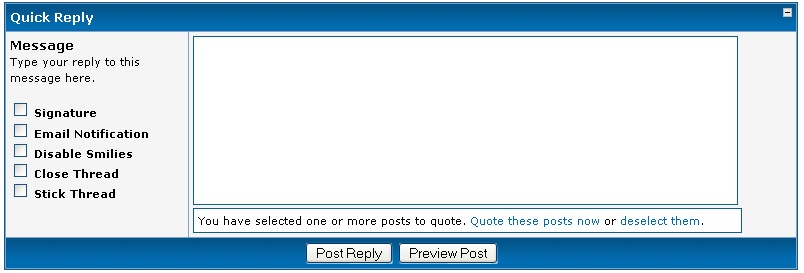 Quick Reply
Message
Type your reply to this
message here.
Signature
Email Notification
Disable Smilies
Close Thread
Stick Thread
You have selected one or more posts to quote. Quote these posts now or deselect them.
Post Reply
Preview Post